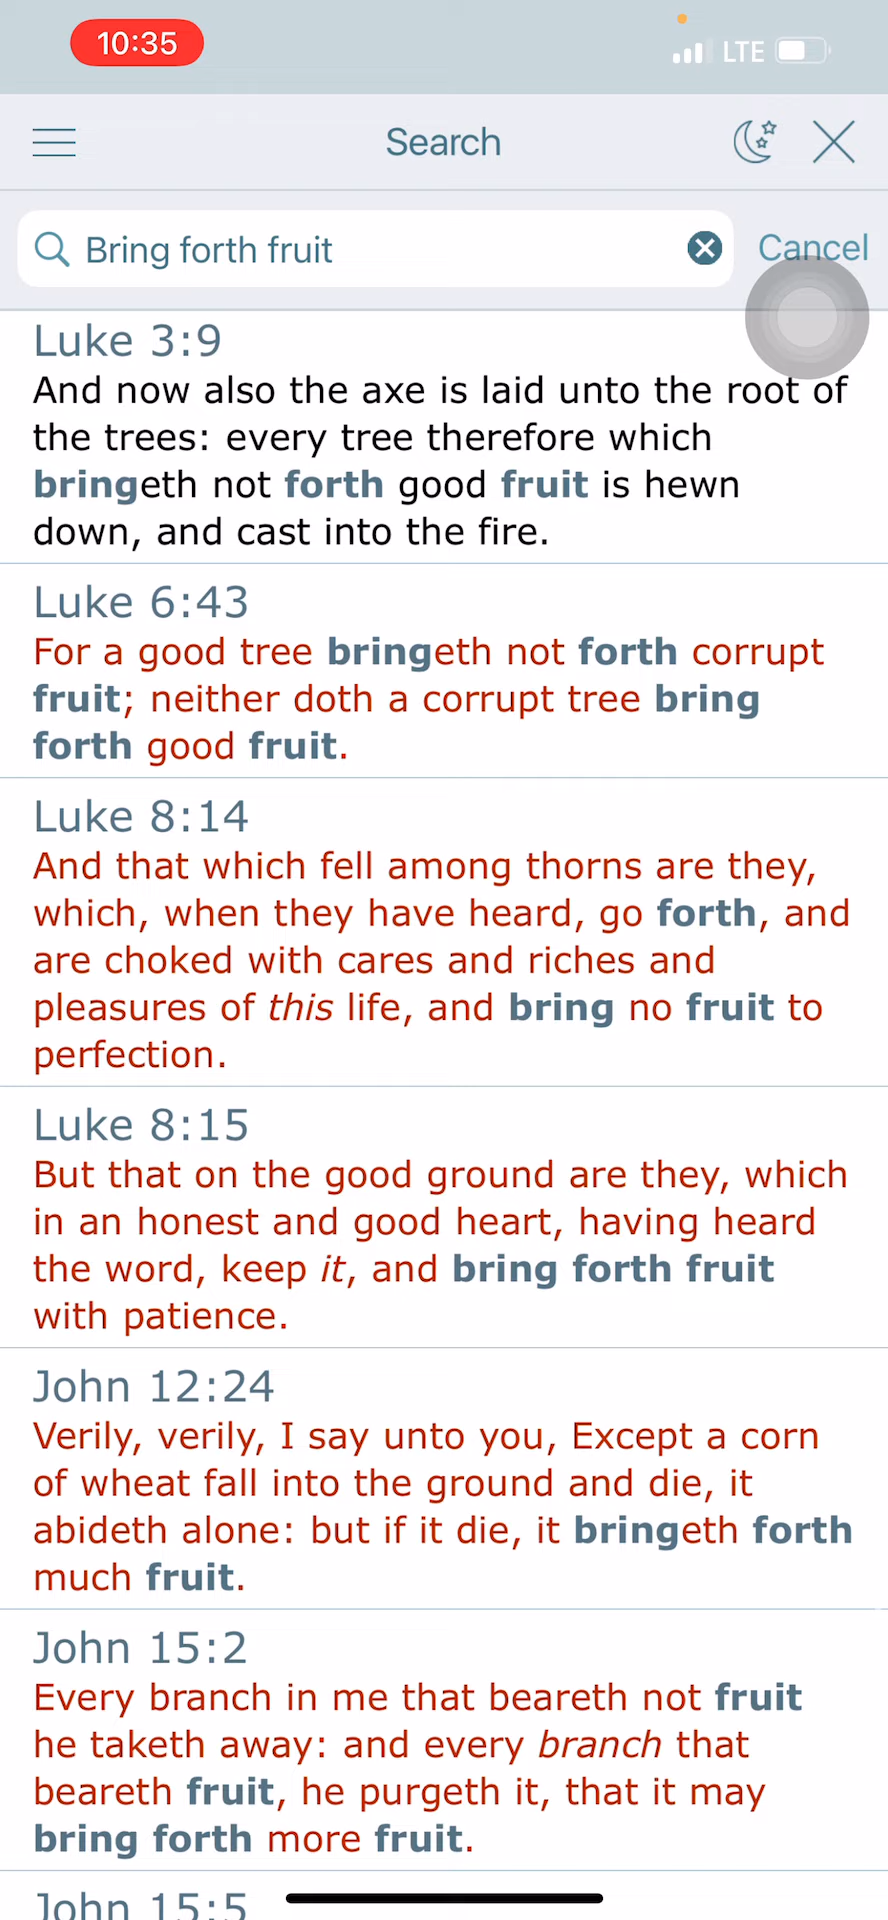 10:35
LTE
Search
Bring forth fruit
Cancel
Luke 3:9
And now also the axe is laid unto the root of
the trees: every tree therefore which
bringeth not forth good fruit is hewn
down, and cast into the fire.
Luke 6:43
For a good tree bringeth not forth corrupt
fruit; neither doth a corrupt tree bring
forth good fruit.
Luke 8:14
And that which fell among thorns are they,
which, when they have heard, go forth, and
are choked with cares and riches and
pleasures of this life, and bring no fruit to
perfection.
Luke 8:15
But that on the good ground are they, which
in an honest and good heart, having heard
the word, keep it, and bring forth fruit
with patience.
John 12:24
Verily, verily, I say unto you, Except a corn
of wheat fall into the ground and die, it
abideth alone: but if it die, it bringeth forth
much fruit.
John 15:2
Every branch in me that beareth not fruit
he taketh away: and every branch that
beareth fruit, he purgeth it, that it may
bring forth more fruit.
John 15:5